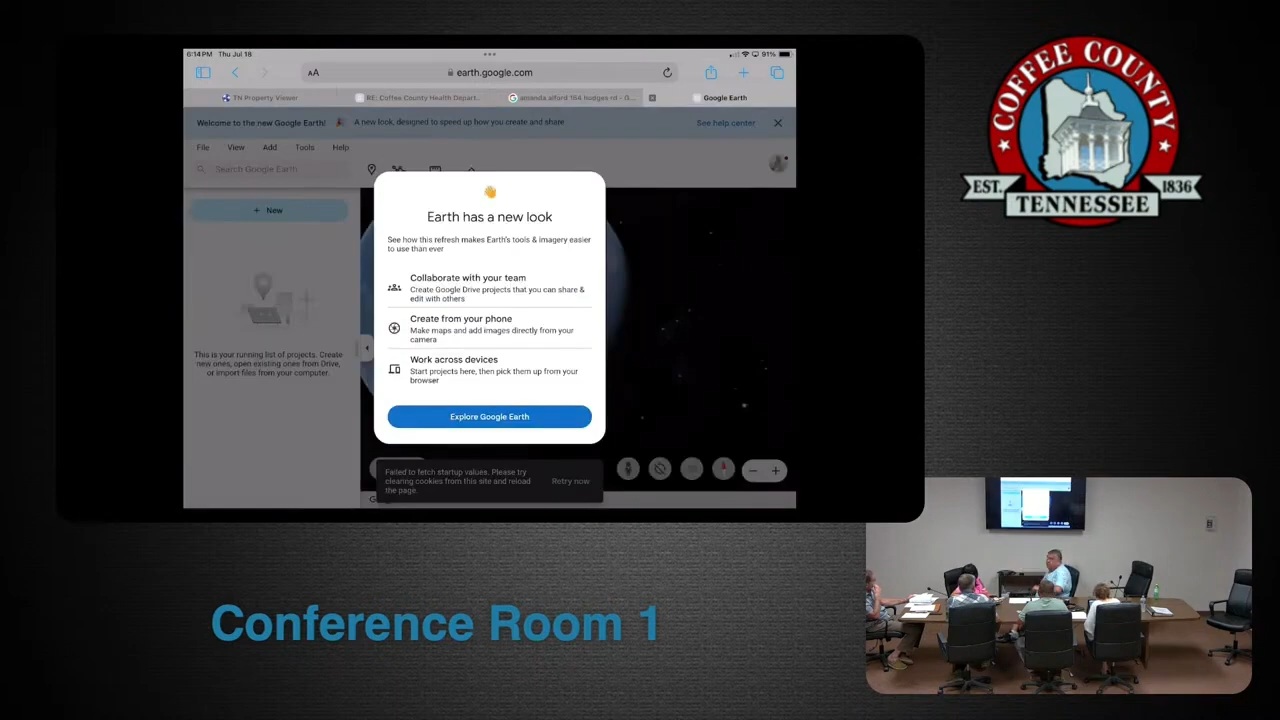 6:14 PM Thu Jul 18
91%
AA
earth.google.com
TN Property Viewer
RE: Coffee County Health Depart...
amanda alford 164 hodges rd - G...
Google Earth
Welcome to the new Google Earth!
A new look, designed to speed up how you create and share
See help center
File View Add Tools Help
Search Google Earth
+ New
This is your running list of projects. Create
new ones, open existing ones from Drive,
or import files from your computer.
Earth has a new look
See how this refresh makes Earth's tools & imagery easier
to use than ever
Collaborate with your team
Create Google Drive projects that you can share &
edit with others
Create from your phone
Make maps and add images directly from your
camera
Work across devices
Start projects here, then pick them up from your
browser
Explore Google Earth
Failed to fetch startup values. Please try
clearing cookies from this site and reload
the page.
Retry now
COFFEE COUNTY
EST. 1836
TENNESSEE
Conference Room 1